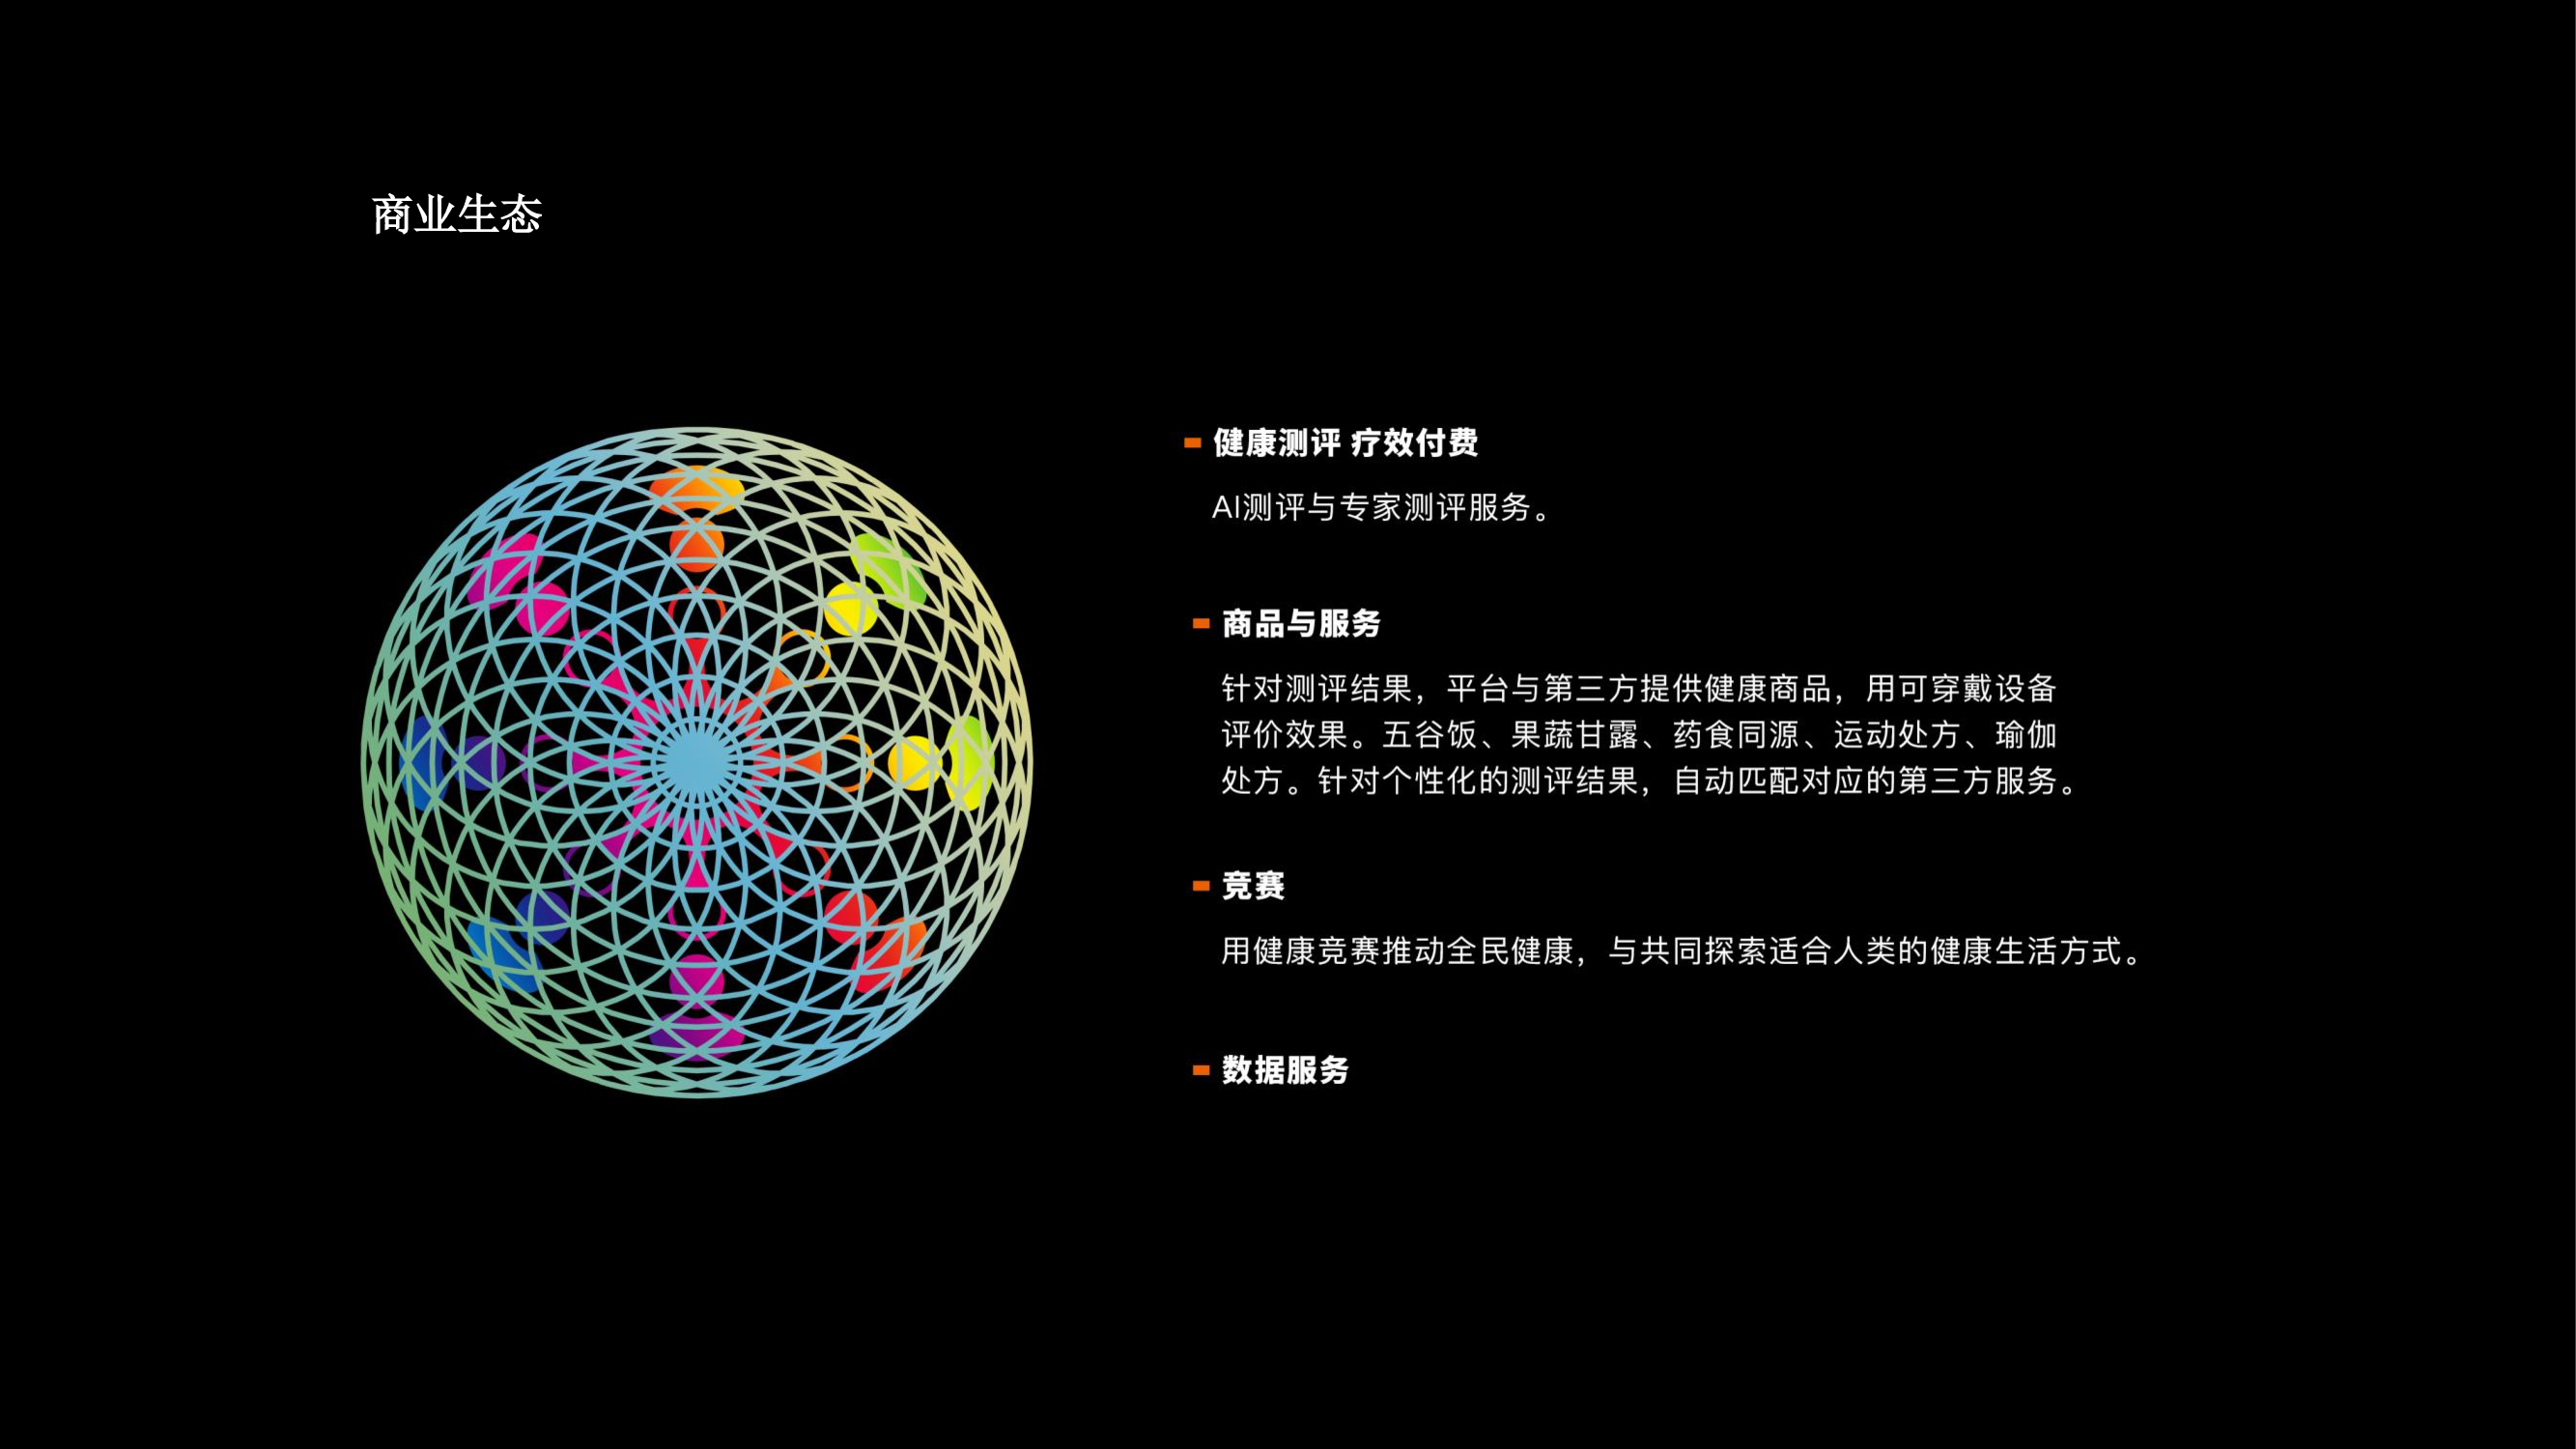 商业生态
健康测评 疗效付费
AI测评与专家测评服务。
商品与服务
针对测评结果，平台与第三方提供健康商品，用可穿戴设备
评价效果。五谷饭、果蔬甘露、药食同源、运动处方、瑜伽
处方。针对个性化的测评结果，自动匹配对应的第三方服务。
竞赛
用健康竞赛推动全民健康，与共同探索适合人类的健康生活方式。
数据服务